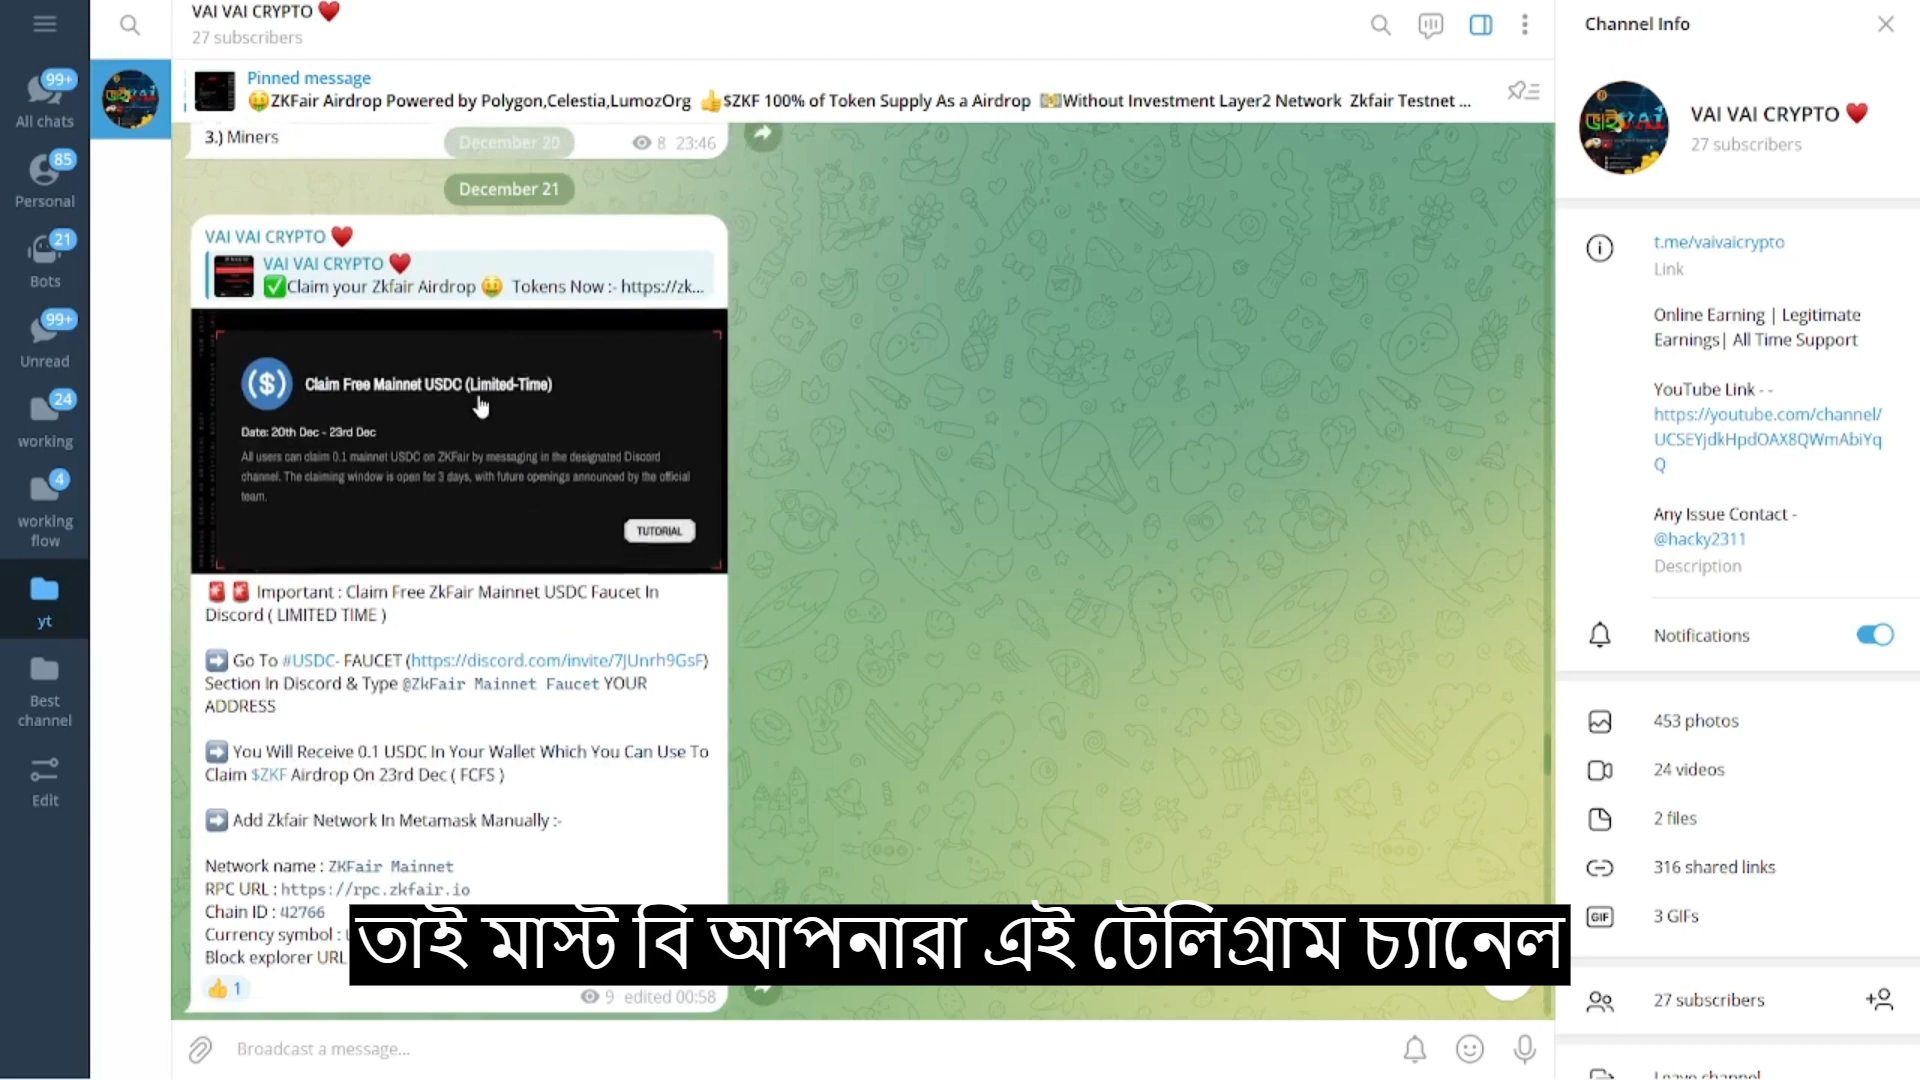 99+
All chats
85
Personal
21
Bots
99+
Unread
24
working
4
working
flow
yt
Best
channel
Edit
VAI VAI CRYPTO ❤️
27 subscribers
Pinned message
🤑ZKFair Airdrop Powered by Polygon,Celestia,LumozOrg 👍$ZKF 100% of Token Supply As a Airdrop 💵Without Investment Layer2 Network Zkfair Testnet ...
3.) Miners
8 23:46
December 20
December 21
VAI VAI CRYPTO ❤️
VAI VAI CRYPTO ❤️
✅Claim your Zkfair Airdrop 🤑 Tokens Now :- https://zk...
($) Claim Free Mainnet USDC (Limited-Time)
Date: 20th Dec - 23rd Dec
All users can claim 0.1 mainnet USDC on ZKFair by messaging in the designated Discord
channel. The claiming window is open for 3 days, with future openings announced by the official
team.
TUTORIAL
🚨 🚨 Important : Claim Free ZkFair Mainnet USDC Faucet In
Discord ( LIMITED TIME )
➡️ Go To #USDC- FAUCET (https://discord.com/invite/7JUnrh9GsF)
Section In Discord & Type @ZkFair Mainnet Faucet YOUR
ADDRESS
➡️ You Will Receive 0.1 USDC In Your Wallet Which You Can Use To
Claim $ZKF Airdrop On 23rd Dec ( FCFS )
➡️ Add Zkfair Network In Metamask Manually :-
Network name : ZKFair Mainnet
RPC URL : https://rpc.zkfair.io
Chain ID : 42766
Currency symbol :
Block explorer URL
👍 1
9 edited 00:58
তাই মাস্ট বি আপনারা এই টেলিগ্রাম চ্যানেল
Broadcast a message...
Channel Info
VAI VAI CRYPTO ❤️
27 subscribers
t.me/vaivaicrypto
Link
Online Earning | Legitimate
Earnings| All Time Support
YouTube Link - -
https://youtube.com/channel/
UCSEYjdkHpdOAX8QWmAbiYq
Q
Any Issue Contact -
@hacky2311
Description
Notifications
453 photos
24 videos
2 files
316 shared links
GIF
3 GIFs
27 subscribers
Leave channel